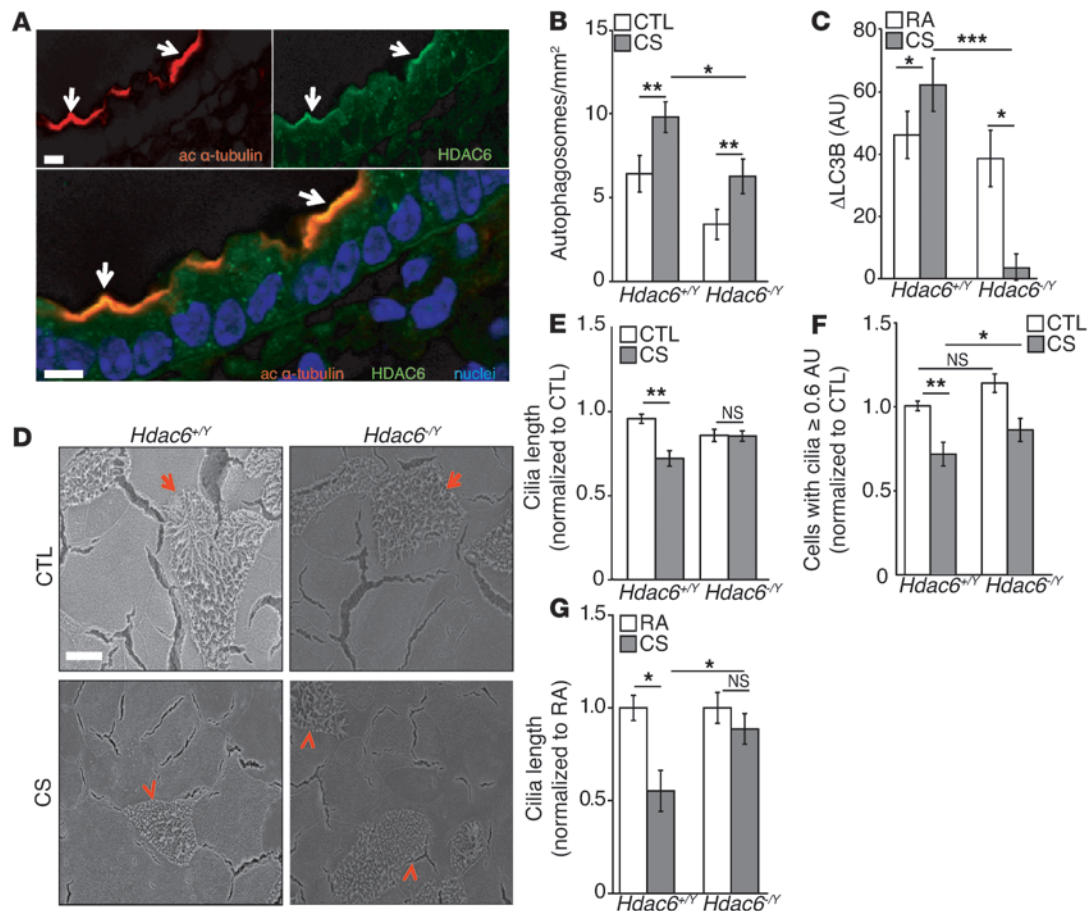 A
ac α-tubulin
HDAC6
ac α-tubulin HDAC6 nuclei
B
CTL
CS
Autophagosomes/mm²
15
10
5
0
**
*
**
Hdac6+/Y
Hdac6-/Y
C
RA
CS
ΔLC3B (AU)
80
60
40
20
0
*
***
*
Hdac6+/Y
Hdac6-/Y
D
Hdac6+/Y
Hdac6-/Y
CTL
CS
E
CTL
CS
Cilia length
(normalized to CTL)
1.5
1.0
0.5
0
**
NS
Hdac6+/Y
Hdac6-/Y
F
CTL
CS
Cells with cilia ≥ 0.6 AU
(normalized to CTL)
1.5
1.0
0.5
0
NS
**
*
Hdac6+/Y
Hdac6-/Y
G
RA
CS
Cilia length
(normalized to RA)
1.5
1.0
0.5
0
*
*
NS
Hdac6+/Y
Hdac6-/Y